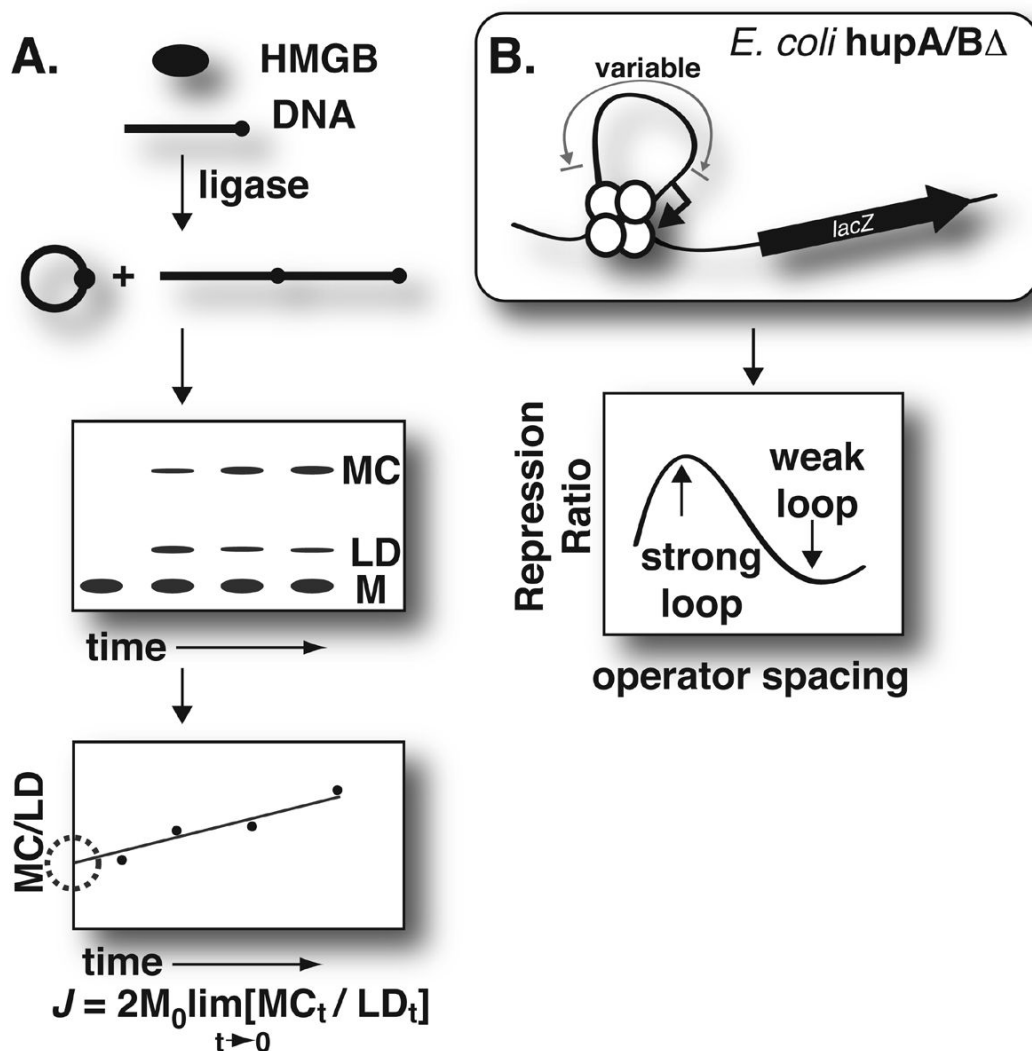 A.
HMGB
DNA
ligase
+
MC
LD
M
time
MC/LD
time
J = 2M₀lim[MCₜ / LDₜ]
t→0
B.
E. coli hupA/BΔ
variable
lacZ
Repression
Ratio
weak
loop
strong
loop
operator spacing